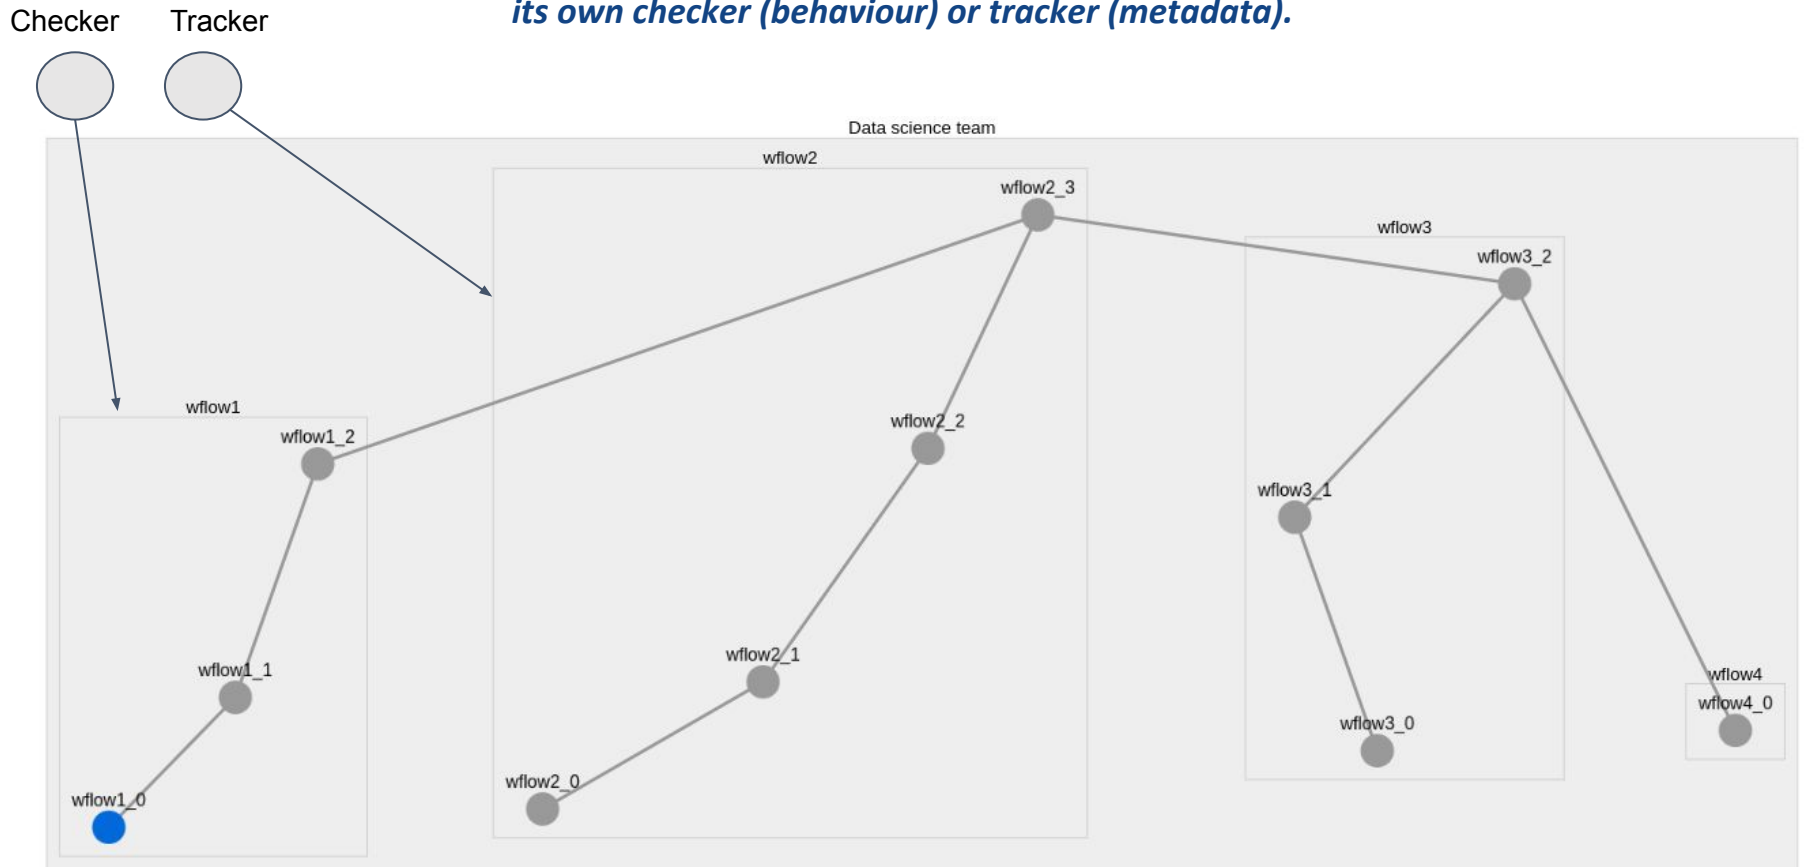 its own checker (behaviour) or tracker (metadata).
Checker Tracker
Data science team
wflow2
wflow2_3
wflow3
wflow3_2
wflow1
wflow1_2
wflow2_2
wflow3_1
wflow2_1
wflow1_1
wflow4
wflow4_0
wflow3_0
wflow2_0
wflow1_0